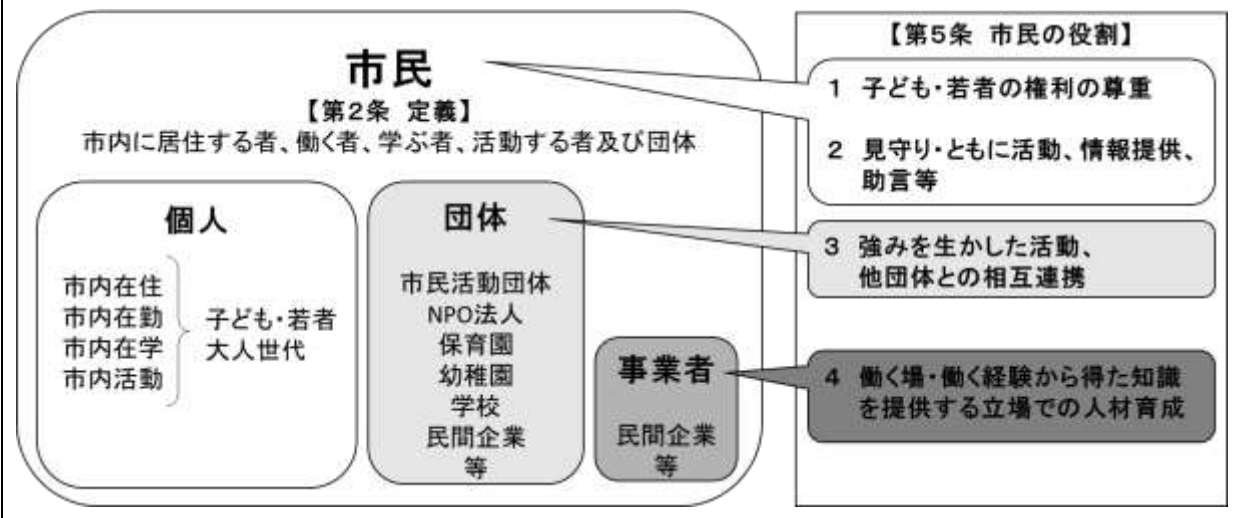 市民
【第2条 定義】
市内に居住する者、働く者、学ぶ者、活動する者及び団体
個人
市内在住
市内在勤
市内在学
市内活動
子ども・若者
大人世代
団体
市民活動団体
NPO法人
保育園
幼稚園
学校
民間企業
等
事業者
民間企業
等
【第5条 市民の役割】
1 子ども・若者の権利の尊重
2 見守り・ともに活動、情報提供、
助言等
3 強みを生かした活動、
他団体との相互連携
4 働く場・働く経験から得た知識
を提供する立場での人材育成